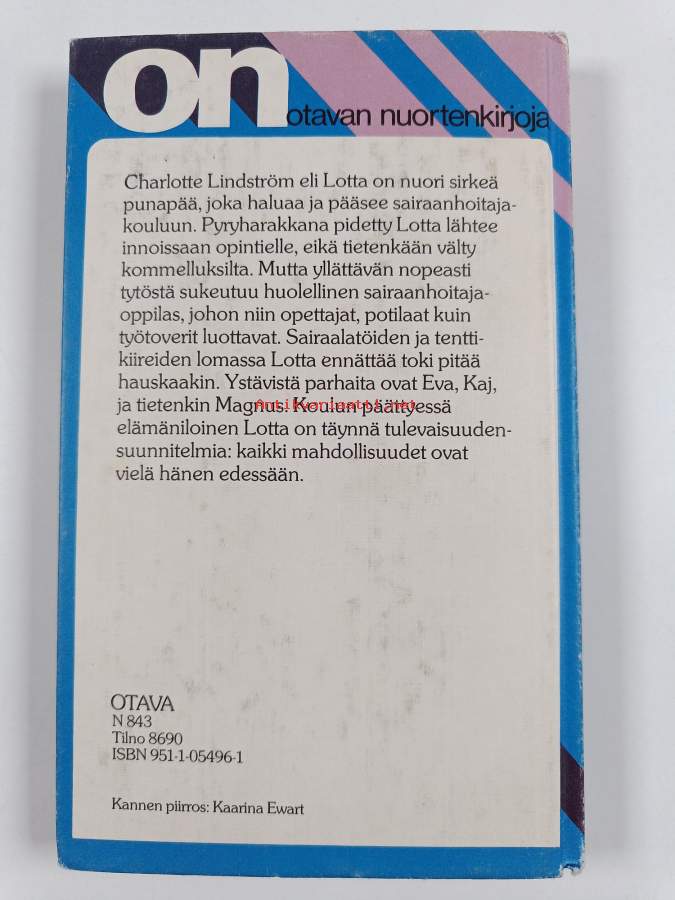 on
otavan nuortenkirjoja
Charlotte Lindström eli Lotta on nuori sirkeä
punapää, joka haluaa ja pääsee sairaanhoitaja-
kouluun. Pyryharakkana pidetty Lotta lähtee
innoissaan opintielle, eikä tietenkään välty
kommelluksilta. Mutta yllättävän nopeasti
tytöstä sukeutuu huolellinen sairaanhoitaja-
oppilas, johon niin opettajat, potilaat kuin
työtoverit luottavat. Sairaalatöiden ja tentti-
kiireiden lomassa Lotta ennättää toki pitää
hauskaakin. Ystävistä parhaita ovat Eva, Kaj,
ja tietenkin Magnus. Koulun päättyessä
Antikvariaatti.net
elämäniloinen Lotta on täynnä tulevaisuuden-
suunnitelmia: kaikki mahdollisuudet ovat
vielä hänen edessään.
OTAVA
N 843
Tilno 8690
ISBN 951-1-05496-1
Kannen piirros: Kaarina Ewart